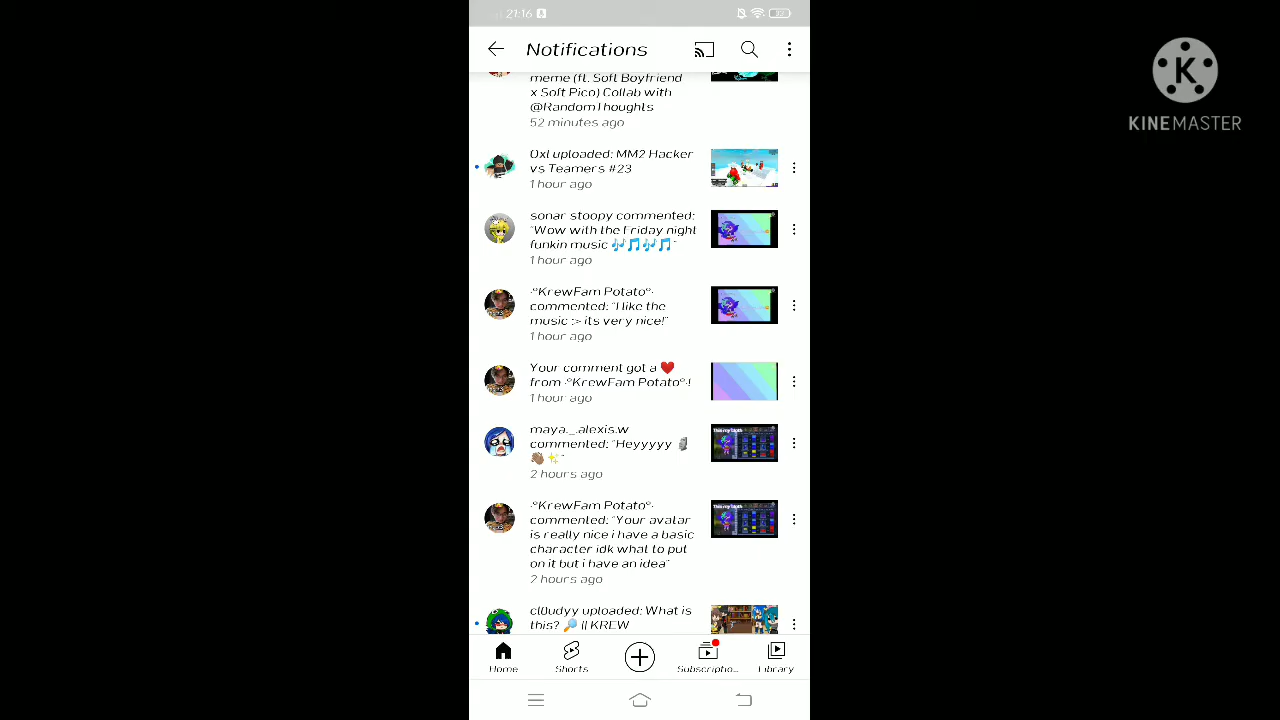 21:16
Notifications
meme (ft. Soft Boyfriend
x Soft Pico) Collab with
@RandomThoughts
52 minutes ago
0xl uploaded: MM2 Hacker
vs Teamers #23
1 hour ago
sonar stoopy commented:
"Wow with the Friday night
funkin music 🎶🎵🎶🎵"
1 hour ago
·°KrewFam Potato°·
commented: "I like the
music :> its very nice!"
1 hour ago
Your comment got a ❤️
from ·°KrewFam Potato°·!
1 hour ago
maya._.alexis.w
commented: "Heyyyyy 🗿
👋🏽✨"
2 hours ago
·°KrewFam Potato°·
commented: "Your avatar
is really nice i have a basic
character idk what to put
on it but i have an idea"
2 hours ago
cl0udyy uploaded: What is
this? 🔎 || KREW
Home
Shorts
Subscriptio...
Library
K
KINEMASTER